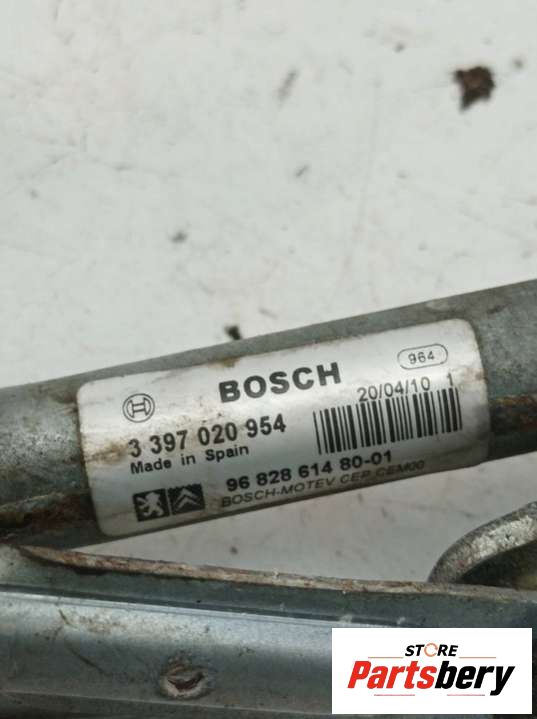 BOSCH
964
20/04/10 1
3 397 020 954
Made in Spain
96 828 614 80-01
BOSCH-MOTEV CEP CEM00
STORE
Partsbery